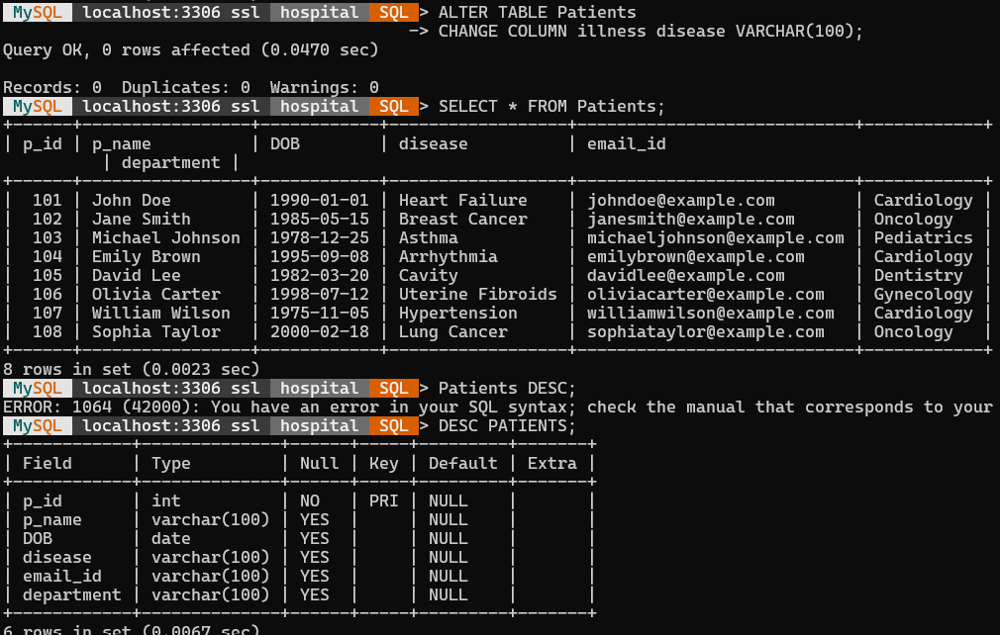 MySQL localhost:3306 ssl hospital SQL > ALTER TABLE Patients
-> CHANGE COLUMN illness disease VARCHAR(100);
Query OK, 0 rows affected (0.0470 sec)
Records: 0  Duplicates: 0  Warnings: 0
MySQL localhost:3306 ssl hospital SQL > SELECT * FROM Patients;
+------+-----------------+------------+------------------+----------------------------+------------+
| p_id | p_name          | DOB        | disease          | email_id
          | department |
+------+-----------------+------------+------------------+----------------------------+------------+
|  101 | John Doe        | 1990-01-01 | Heart Failure    | johndoe@example.com        | Cardiology |
|  102 | Jane Smith      | 1985-05-15 | Breast Cancer    | janesmith@example.com      | Oncology   |
|  103 | Michael Johnson | 1978-12-25 | Asthma           | michaeljohnson@example.com | Pediatrics |
|  104 | Emily Brown     | 1995-09-08 | Arrhythmia       | emilybrown@example.com     | Cardiology |
|  105 | David Lee       | 1982-03-20 | Cavity           | davidlee@example.com       | Dentistry  |
|  106 | Olivia Carter   | 1998-07-12 | Uterine Fibroids | oliviacarter@example.com   | Gynecology |
|  107 | William Wilson  | 1975-11-05 | Hypertension     | williamwilson@example.com  | Cardiology |
|  108 | Sophia Taylor   | 2000-02-18 | Lung Cancer      | sophiataylor@example.com   | Oncology   |
+------+-----------------+------------+------------------+----------------------------+------------+
8 rows in set (0.0023 sec)
MySQL localhost:3306 ssl hospital SQL > Patients DESC;
ERROR: 1064 (42000): You have an error in your SQL syntax; check the manual that corresponds to your
MySQL localhost:3306 ssl hospital SQL > DESC PATIENTS;
+------------+--------------+------+-----+---------+-------+
| Field      | Type         | Null | Key | Default | Extra |
+------------+--------------+------+-----+---------+-------+
| p_id       | int          | NO   | PRI | NULL    |       |
| p_name     | varchar(100) | YES  |     | NULL    |       |
| DOB        | date         | YES  |     | NULL    |       |
| disease    | varchar(100) | YES  |     | NULL    |       |
| email_id   | varchar(100) | YES  |     | NULL    |       |
| department | varchar(100) | YES  |     | NULL    |       |
+------------+--------------+------+-----+---------+-------+
6 rows in set (0.0067 sec)